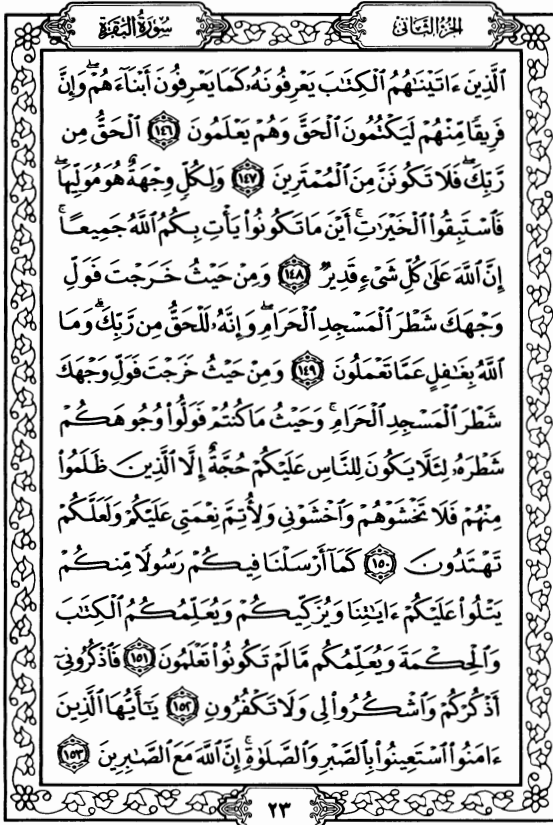 سُورَةُ البَقَرَةِ الجُزْءُ الثَّانِي
ٱلَّذِينَ ءَاتَيْنَٰهُمُ ٱلْكِتَٰبَ يَعْرِفُونَهُۥ كَمَا يَعْرِفُونَ أَبْنَآءَهُمْ ۖ وَإِنَّ
فَرِيقًا مِّنْهُمْ لَيَكْتُمُونَ ٱلْحَقَّ وَهُمْ يَعْلَمُونَ ١٤٦ ٱلْحَقُّ مِن
رَّبِّكَ ۖ فَلَا تَكُونَنَّ مِنَ ٱلْمُمْتَرِينَ ١٤٧ وَلِكُلٍّ وِجْهَةٌ هُوَ مُوَلِّيهَا ۖ
فَٱسْتَبِقُوا۟ ٱلْخَيْرَٰتِ ۚ أَيْنَ مَا تَكُونُوا۟ يَأْتِ بِكُمُ ٱللَّهُ جَمِيعًا ۚ
إِنَّ ٱللَّهَ عَلَىٰ كُلِّ شَىْءٍ قَدِيرٌ ١٤٨ وَمِنْ حَيْثُ خَرَجْتَ فَوَلِّ
وَجْهَكَ شَطْرَ ٱلْمَسْجِدِ ٱلْحَرَامِ ۖ وَإِنَّهُۥ لَلْحَقُّ مِن رَّبِّكَ ۗ وَمَا
ٱللَّهُ بِغَٰفِلٍ عَمَّا تَعْمَلُونَ ١٤٩ وَمِنْ حَيْثُ خَرَجْتَ فَوَلِّ وَجْهَكَ
شَطْرَ ٱلْمَسْجِدِ ٱلْحَرَامِ ۚ وَحَيْثُ مَا كُنتُمْ فَوَلُّوا۟ وُجُوهَكُمْ
شَطْرَهُۥ لِئَلَّا يَكُونَ لِلنَّاسِ عَلَيْكُمْ حُجَّةٌ إِلَّا ٱلَّذِينَ ظَلَمُوا۟
مِنْهُمْ فَلَا تَخْشَوْهُمْ وَٱخْشَوْنِى وَلِأُتِمَّ نِعْمَتِى عَلَيْكُمْ وَلَعَلَّكُمْ
تَهْتَدُونَ ١٥٠ كَمَآ أَرْسَلْنَا فِيكُمْ رَسُولًا مِّنكُمْ
يَتْلُوا۟ عَلَيْكُمْ ءَايَٰتِنَا وَيُزَكِّيكُمْ وَيُعَلِّمُكُمُ ٱلْكِتَٰبَ
وَٱلْحِكْمَةَ وَيُعَلِّمُكُم مَّا لَمْ تَكُونُوا۟ تَعْلَمُونَ ١٥١ فَٱذْكُرُونِىٓ
أَذْكُرْكُمْ وَٱشْكُرُوا۟ لِى وَلَا تَكْفُرُونِ ١٥٢ يَٰٓأَيُّهَا ٱلَّذِينَ
ءَامَنُوا۟ ٱسْتَعِينُوا۟ بِٱلصَّبْرِ وَٱلصَّلَوٰةِ ۚ إِنَّ ٱللَّهَ مَعَ ٱلصَّٰبِرِينَ ١٥٣
٢٣